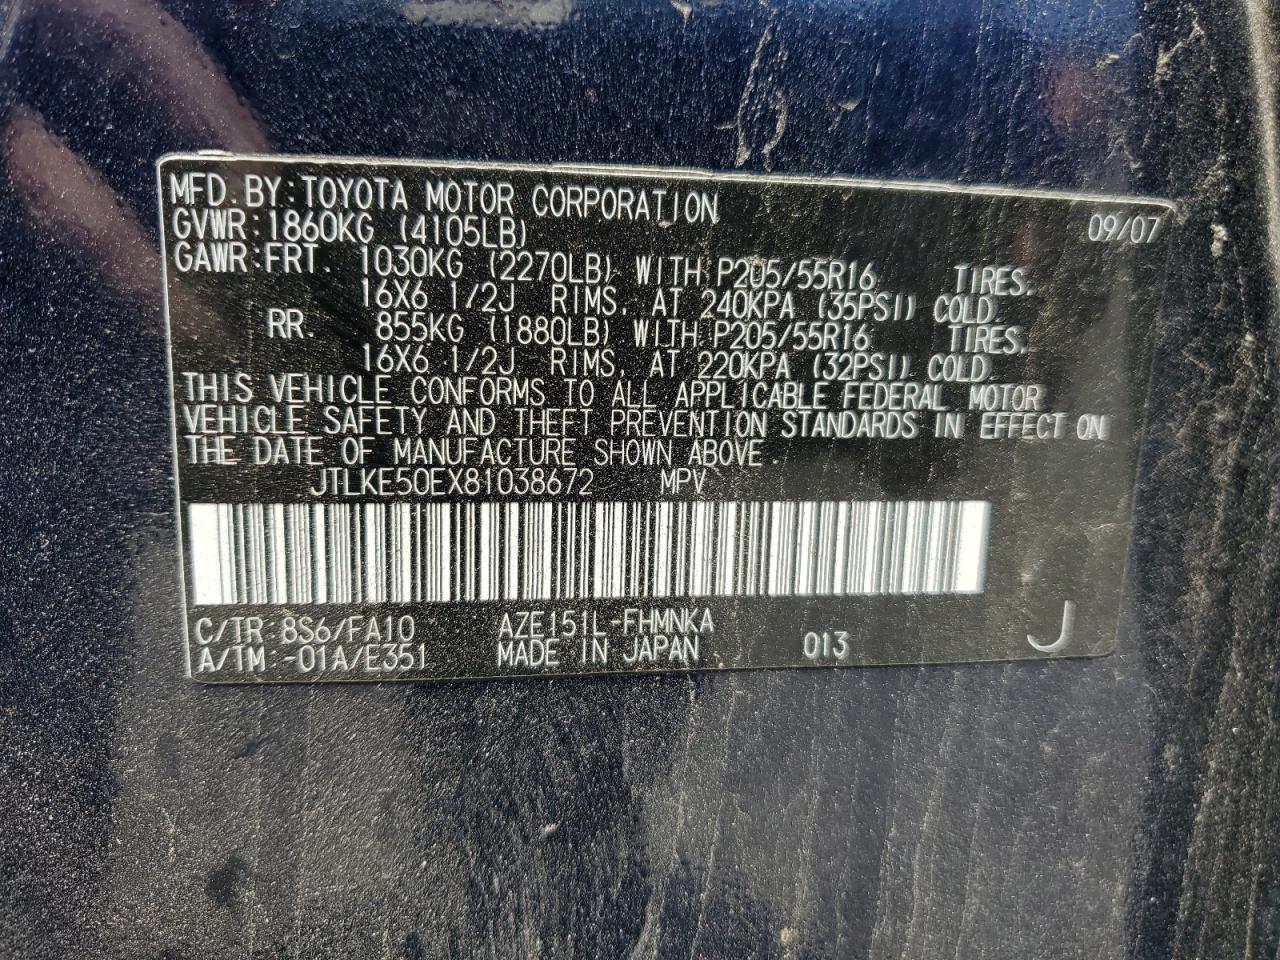 MFD. BY: TOYOTA MOTOR CORPORATION 09/07
GVWR: 1860KG (4105LB)
GAWR: FRT. 1030KG (2270LB) WITH P205/55R16 TIRES,
16X6 1/2J RIMS, AT 240KPA (35PSI) COLD.
RR. 855KG (1880LB) WITH P205/55R16 TIRES,
16X6 1/2J RIMS, AT 220KPA (32PSI) COLD.
THIS VEHICLE CONFORMS TO ALL APPLICABLE FEDERAL MOTOR
VEHICLE SAFETY AND THEFT PREVENTION STANDARDS IN EFFECT ON
THE DATE OF MANUFACTURE SHOWN ABOVE.
JTLKE50EX81038672 MPV
C/TR: 8S6/FA10 AZE151L-FHMNKA
A/TM: -01A/E351 MADE IN JAPAN 013 J